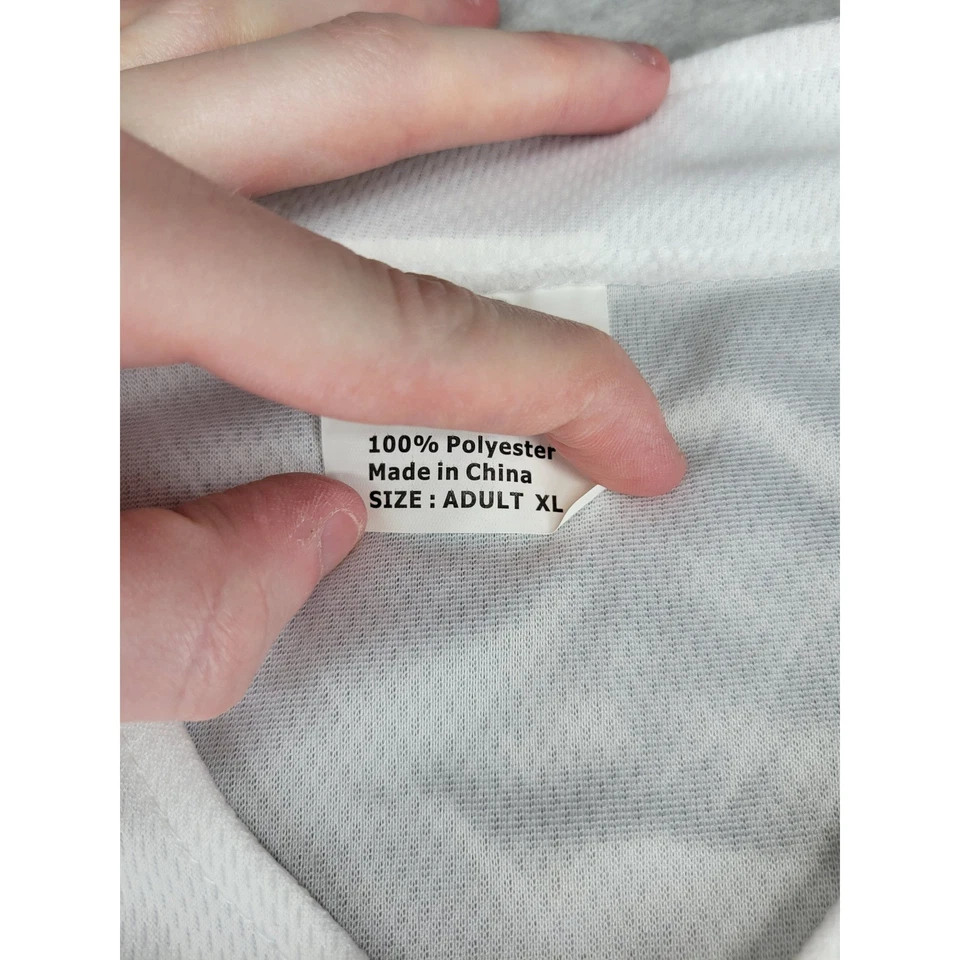 100% Polyester
Made in China
SIZE : ADULT XL